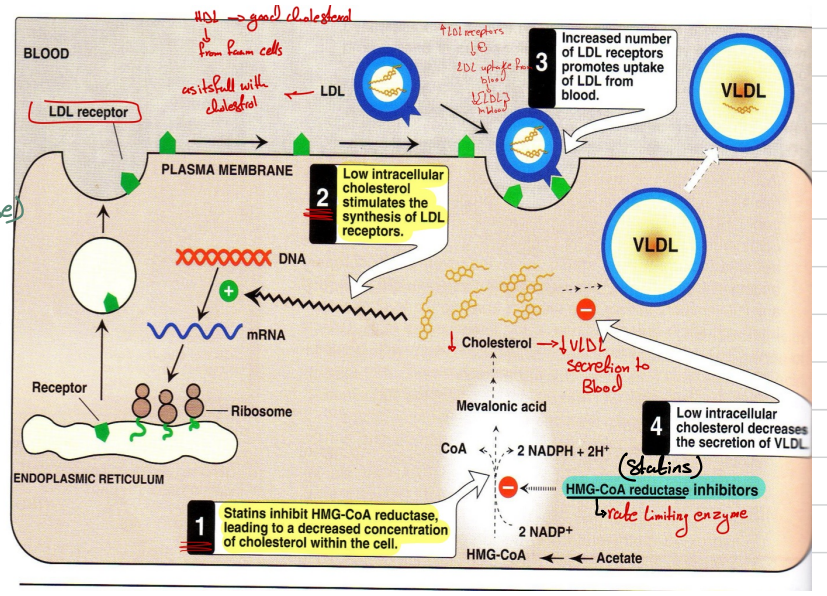 HDL → good cholesterol
↓
from foam cells
BLOOD
as its full with
cholestrol
← LDL
↑ LDL receptors
↓ ⊕
LDL uptake from
blood
↓
↓[LDL]
in blood
3
Increased number
of LDL receptors
promotes uptake
of LDL from
blood.
VLDL
LDL receptor
PLASMA MEMBRANE
2
Low intracellular
cholesterol
stimulates the
synthesis of LDL
receptors.
VLDL
DNA
+
mRNA
−
↓ Cholesterol → ↓ VLDL
secretion to
Blood
Receptor
Ribosome
ENDOPLASMIC RETICULUM
4
Low intracellular
cholesterol decreases
the secretion of VLDL.
Mevalonic acid
CoA
2 NADPH + 2H⁺
(statins)
−
HMG-CoA reductase inhibitors
↳ rate limiting enzyme
2 NADP⁺
HMG-CoA
Acetate
1
Statins inhibit HMG-CoA reductase,
leading to a decreased concentration
of cholesterol within the cell.